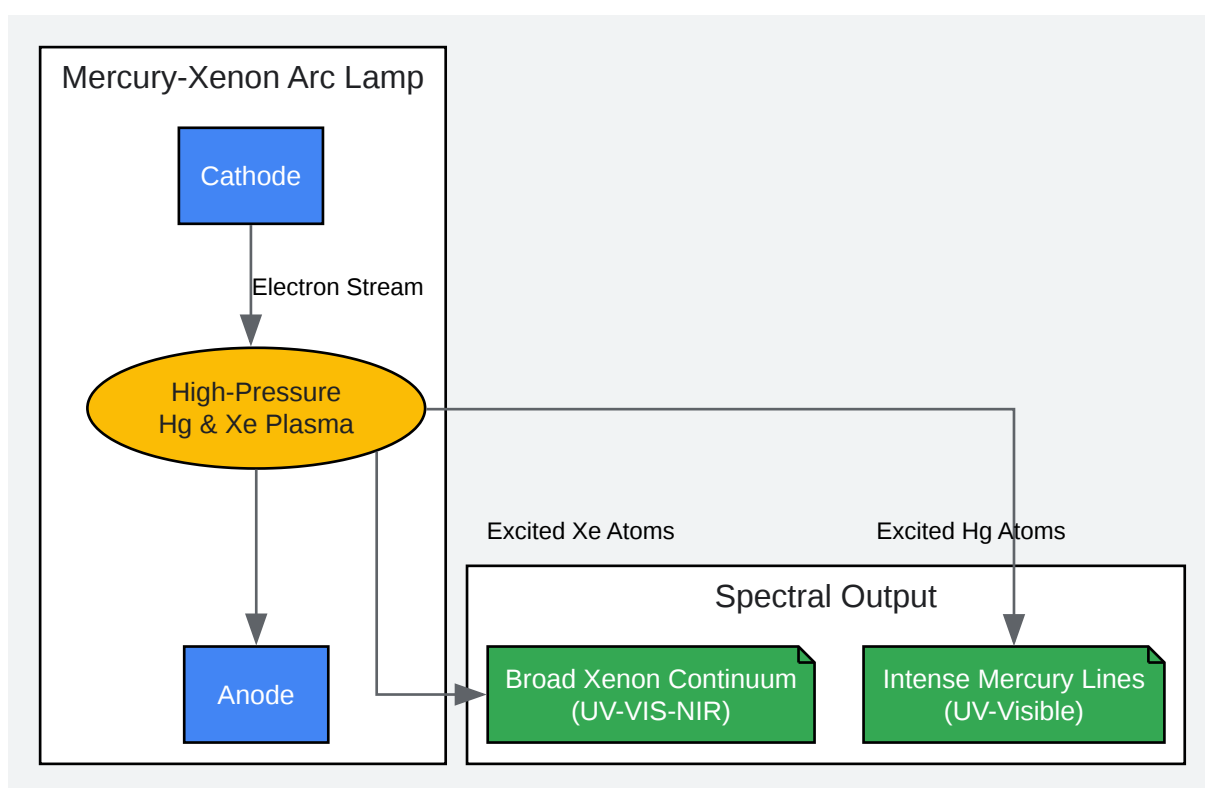 Mercury-Xenon Arc Lamp
Cathode
Electron Stream
High-Pressure
Hg & Xe Plasma
Anode
Excited Xe Atoms
Excited Hg Atoms
Spectral Output
Broad Xenon Continuum
(UV-VIS-NIR)
Intense Mercury Lines
(UV-Visible)